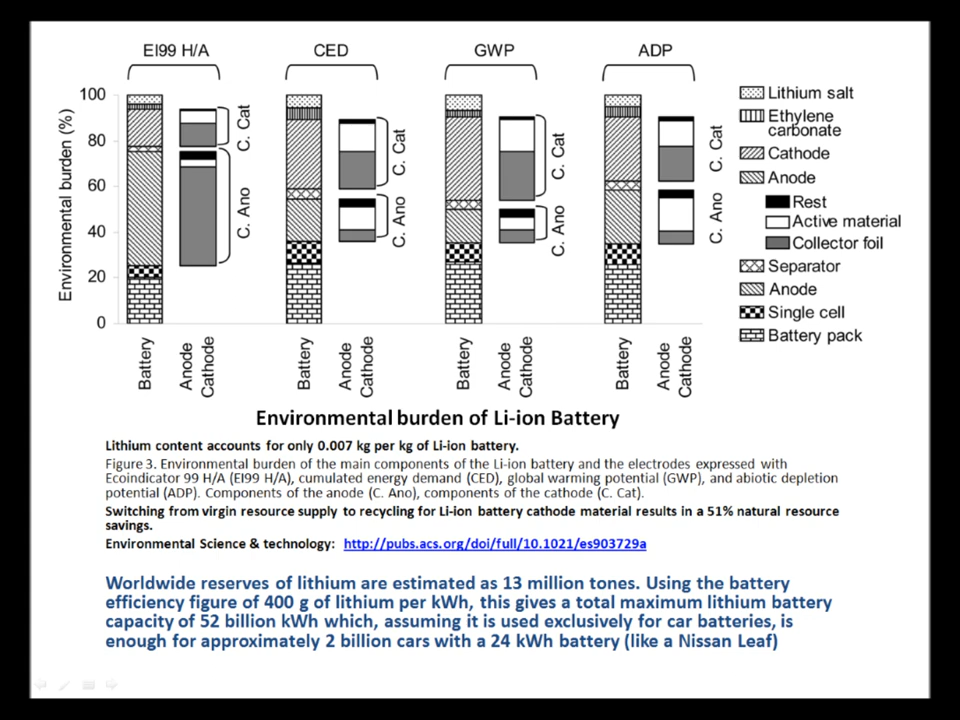 EI99 H/A
CED
GWP
ADP
Environmental burden (%)
100
80
60
40
20
0
C. Cat
C. Ano
C. Cat
C. Ano
C. Cat
C. Ano
C. Cat
C. Ano
Battery
Anode
Cathode
Battery
Anode
Cathode
Battery
Anode
Cathode
Battery
Anode
Cathode
Lithium salt
Ethylene
carbonate
Cathode
Anode
Rest
Active material
Collector foil
Separator
Anode
Single cell
Battery pack
Environmental burden of Li-ion Battery
Lithium content accounts for only 0.007 kg per kg of Li-ion battery.
Figure 3. Environmental burden of the main components of the Li-ion battery and the electrodes expressed with
Ecoindicator 99 H/A (EI99 H/A), cumulated energy demand (CED), global warming potential (GWP), and abiotic depletion
potential (ADP). Components of the anode (C. Ano), components of the cathode (C. Cat).
Switching from virgin resource supply to recycling for Li-ion battery cathode material results in a 51% natural resource
savings.
Environmental Science & technology: http://pubs.acs.org/doi/full/10.1021/es903729a
Worldwide reserves of lithium are estimated as 13 million tones. Using the battery
efficiency figure of 400 g of lithium per kWh, this gives a total maximum lithium battery
capacity of 52 billion kWh which, assuming it is used exclusively for car batteries, is
enough for approximately 2 billion cars with a 24 kWh battery (like a Nissan Leaf)